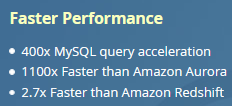 Faster Performance
• 400x MySQL query acceleration
• 1100x Faster than Amazon Aurora
• 2.7x Faster than Amazon Redshift